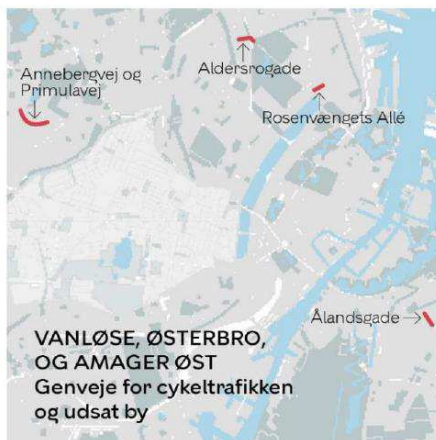 Annebergvej og
Primulavej
Aldersrogade
Rosenvængets Allé
Ålandsgade
VANLØSE, ØSTERBRO,
OG AMAGER ØST
Genveje for cykeltrafikken
og udsat by